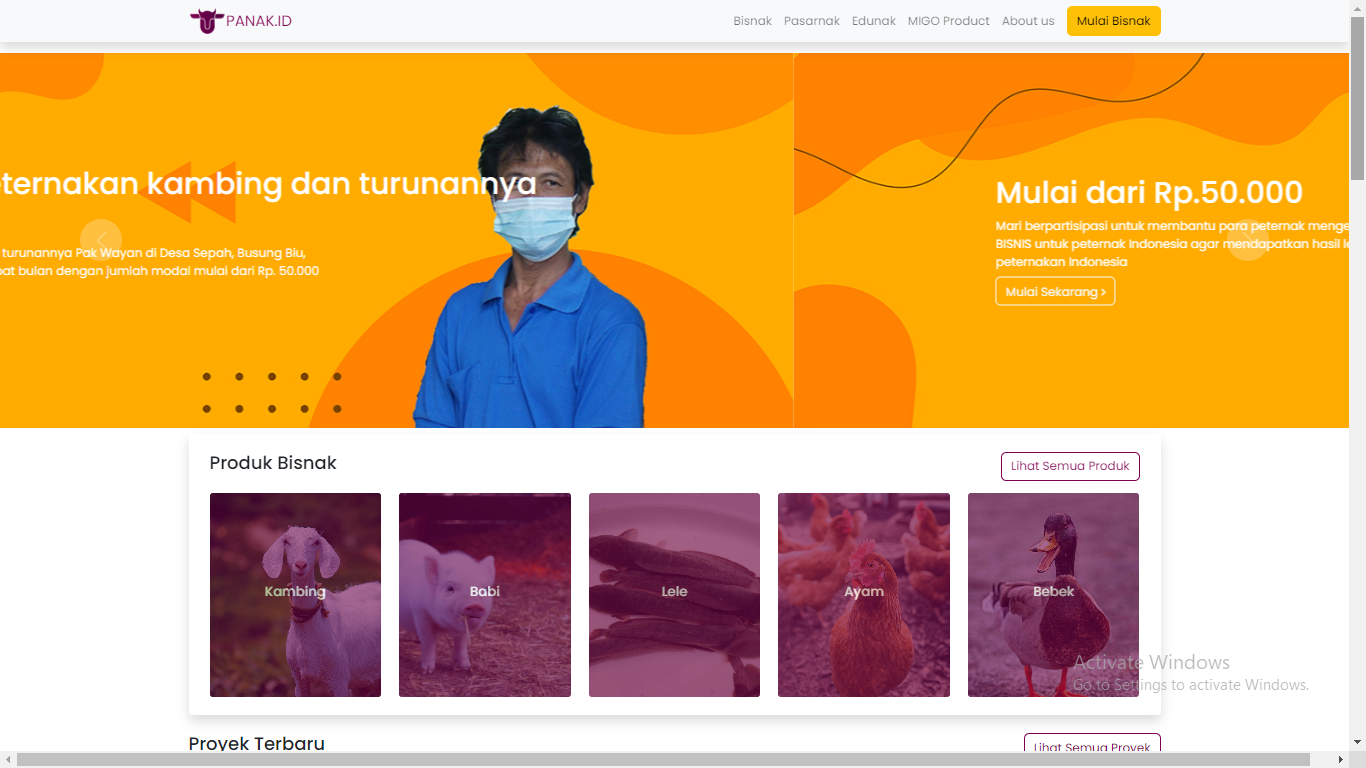 PANAK.ID
Bisnak Pasarnak Edunak MIGO Product About us Mulai Bisnak
eternakan kambing dan turunannya
turunannya Pak Wayan di Desa Sepah, Busung Biu,
bat bulan dengan jumlah modal mulai dari Rp. 50.000
Mulai dari Rp.50.000
Mari berpartisipasi untuk membantu para peternak menge
BISNIS untuk peternak Indonesia agar mendapatkan hasil le
peternakan Indonesia
Mulai Sekarang >
Produk Bisnak
Lihat Semua Produk
Kambing Babi Lele Ayam Bebek
Activate Windows
Go to Settings to activate Windows.
Proyek Terbaru
Lihat Semua Proyek